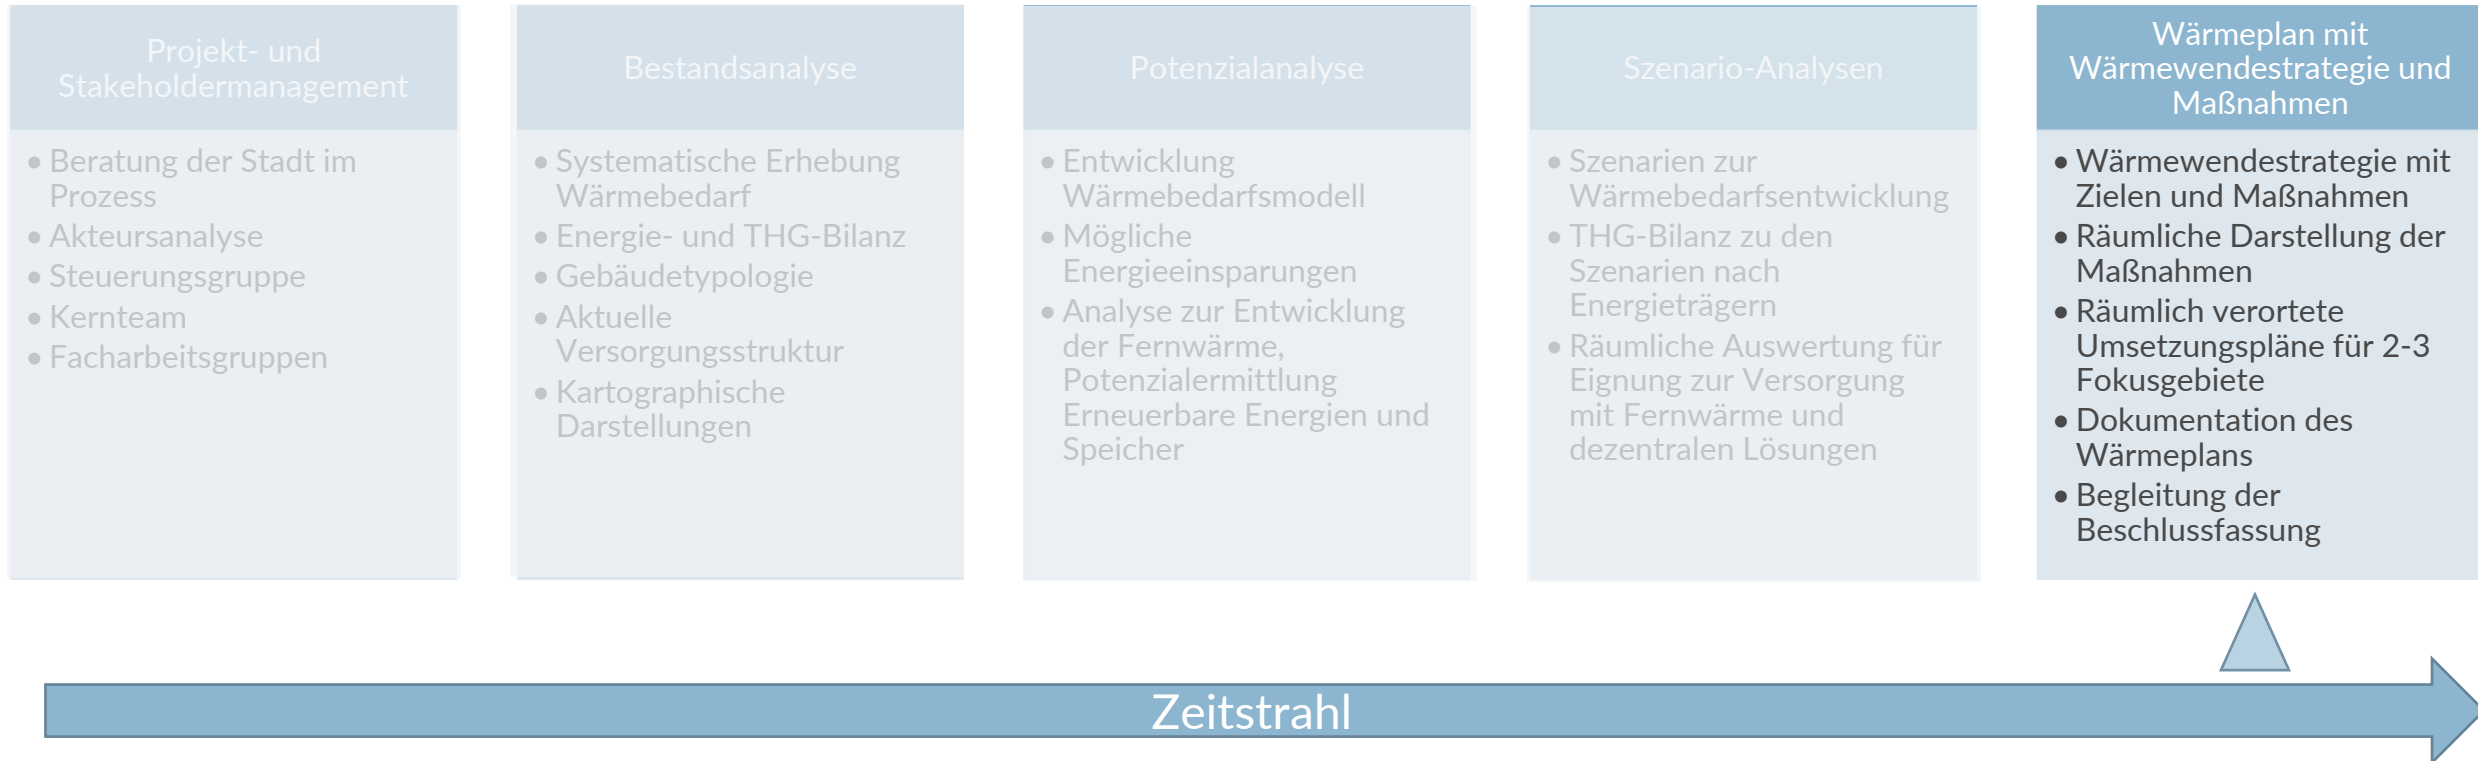 Projekt- und
Stakeholdermanagement
• Beratung der Stadt im
Prozess
• Akteursanalyse
• Steuerungsgruppe
• Kernteam
• Facharbeitsgruppen
Bestandsanalyse
• Systematische Erhebung
Wärmebedarf
• Energie- und THG-Bilanz
• Gebäudetypologie
• Aktuelle
Versorgungsstruktur
• Kartographische
Darstellungen
Potenzialanalyse
• Entwicklung
Wärmebedarfsmodell
• Mögliche
Energieeinsparungen
• Analyse zur Entwicklung
der Fernwärme,
Potenzialermittlung
Erneuerbare Energien und
Speicher
Szenario-Analysen
• Szenarien zur
Wärmebedarfsentwicklung
• THG-Bilanz zu den
Szenarien nach
Energieträgern
• Räumliche Auswertung für
Eignung zur Versorgung
mit Fernwärme und
dezentralen Lösungen
Wärmeplan mit
Wärmewendestrategie und
Maßnahmen
• Wärmewendestrategie mit
Zielen und Maßnahmen
• Räumliche Darstellung der
Maßnahmen
• Räumlich verortete
Umsetzungspläne für 2-3
Fokusgebiete
• Dokumentation des
Wärmeplans
• Begleitung der
Beschlussfassung
Zeitstrahl